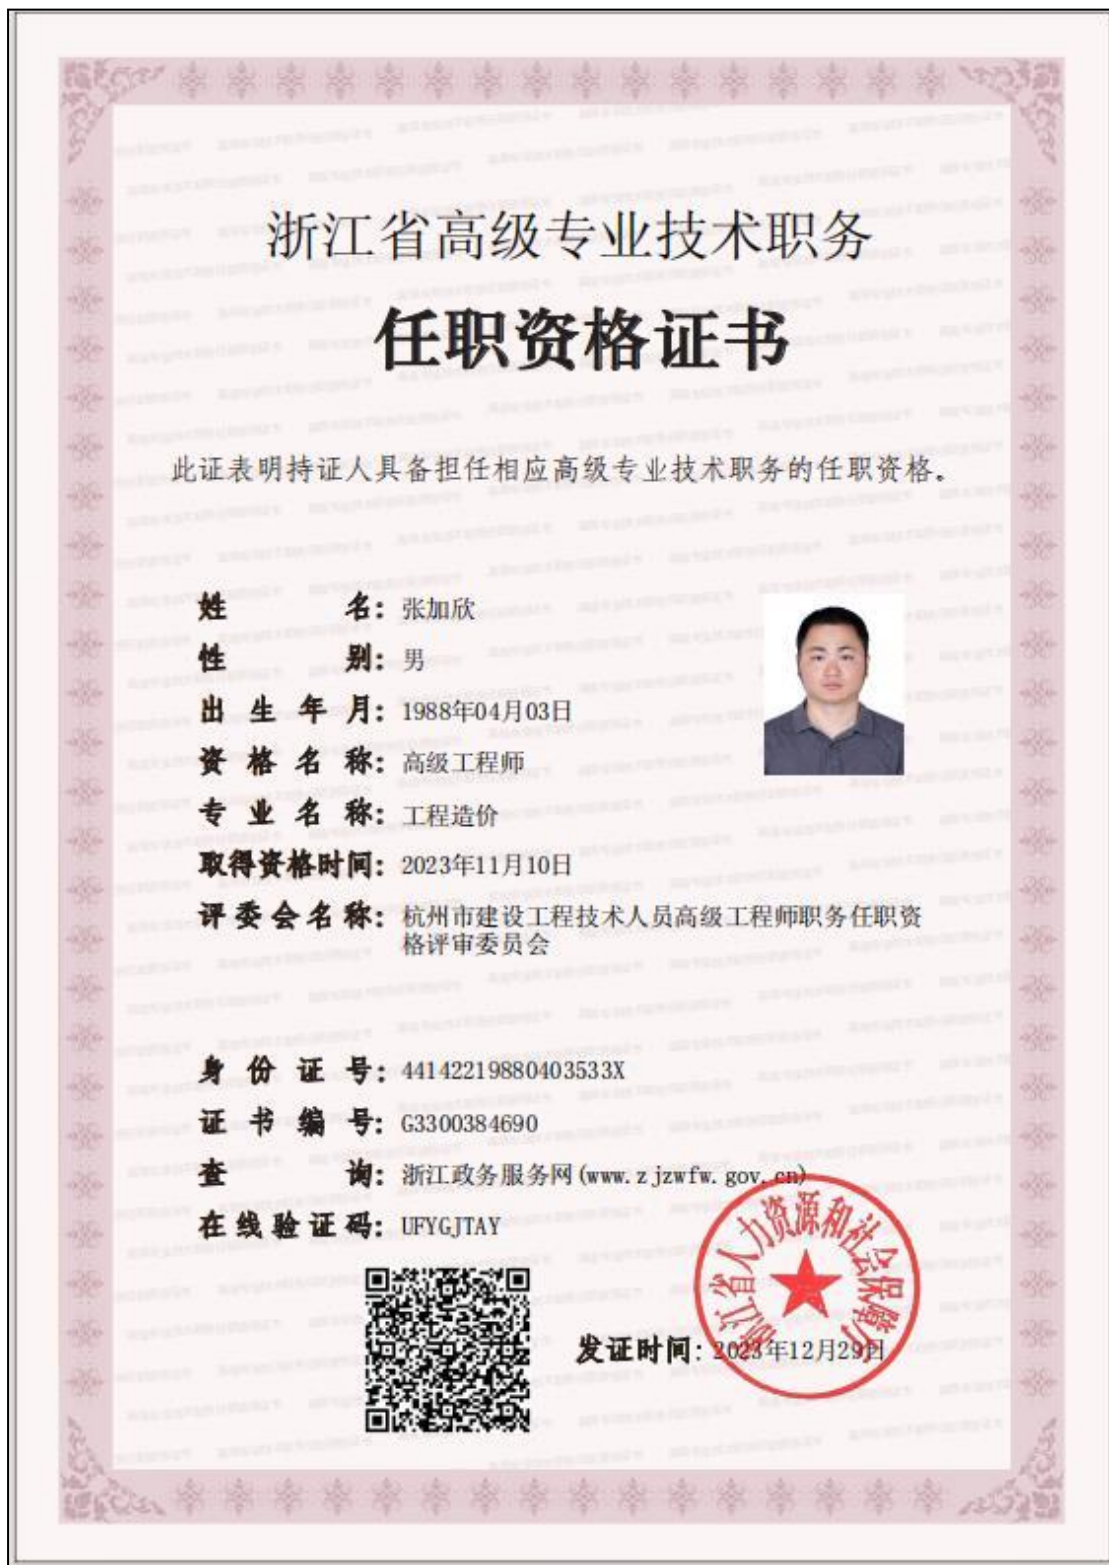 浙江省高级专业技术职务
任职资格证书
此证表明持证人具备担任相应高级专业技术职务的任职资格。
姓名：张加欣
性别：男
出生年月：1988年04月03日
资格名称：高级工程师
专业名称：工程造价
取得资格时间：2023年11月10日
评委会名称：杭州市建设工程技术人员高级工程师职务任职资
格评审委员会
身份证号：44142219880403533X
证书编号：G3300384690
查询：浙江政务服务网(www.zjzwfw.gov.cn)
在线验证码：UFYGJTAY
浙江省人力资源和社会保障厅
发证时间：2023年12月29日